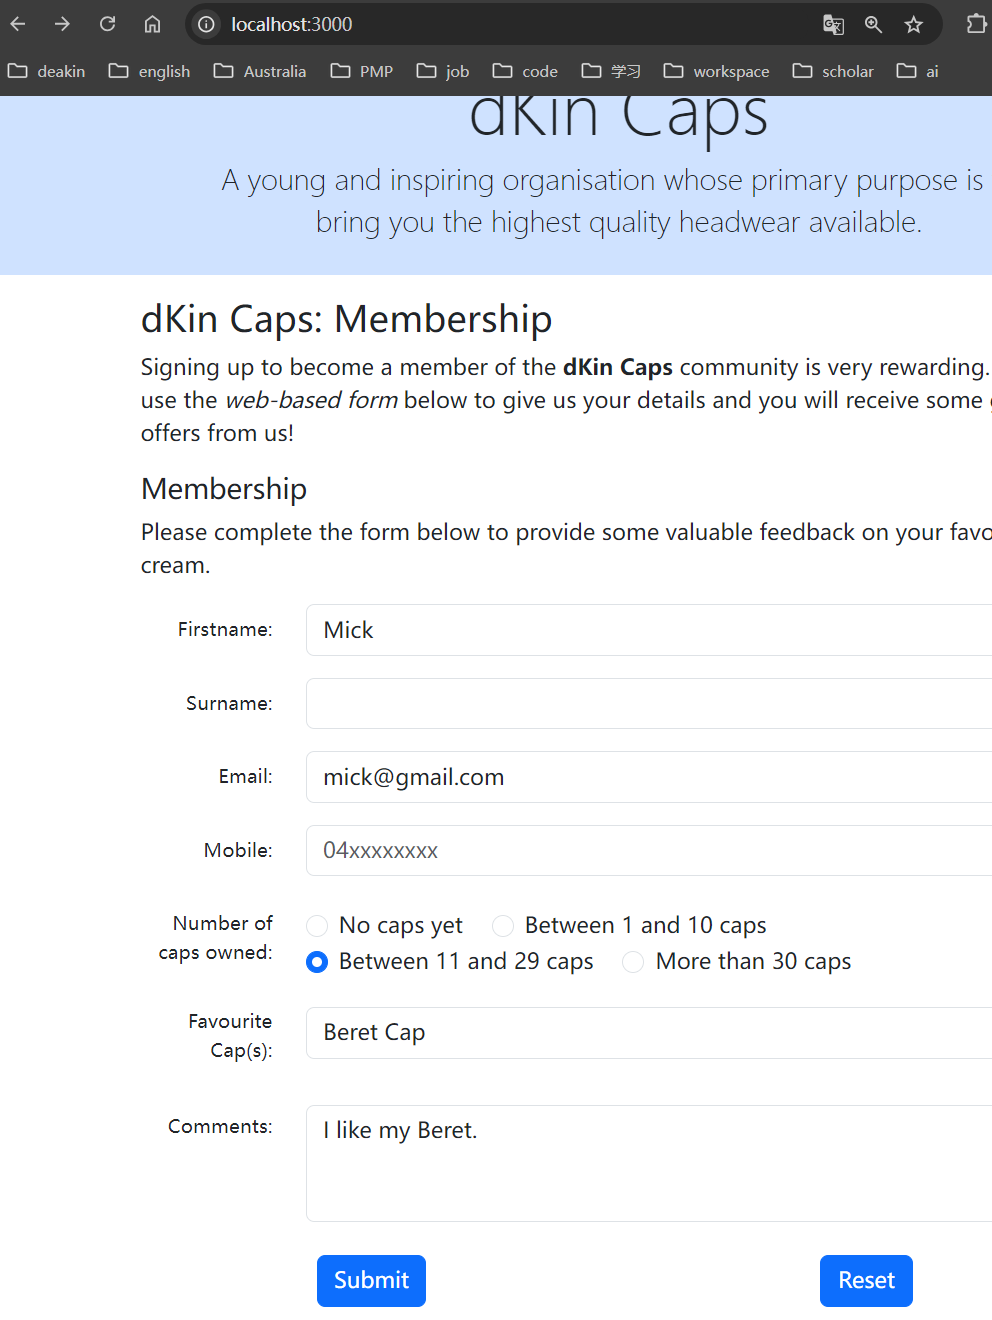 localhost:3000
deakin english Australia PMP job code 学习 workspace scholar ai
dKin Caps
A young and inspiring organisation whose primary purpose is
bring you the highest quality headwear available.
dKin Caps: Membership
Signing up to become a member of the dKin Caps community is very rewarding.
use the web-based form below to give us your details and you will receive some
offers from us!
Membership
Please complete the form below to provide some valuable feedback on your favo
cream.
Firstname: Mick
Surname:
Email: mick@gmail.com
Mobile: 04xxxxxxxx
Number of
caps owned:
No caps yet Between 1 and 10 caps
Between 11 and 29 caps More than 30 caps
Favourite
Cap(s):
Beret Cap
Comments: I like my Beret.
Submit Reset